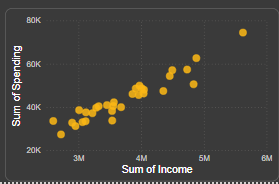 80K
60K
40K
20K
Sum of Spending
3M 4M 5M 6M
Sum of Income